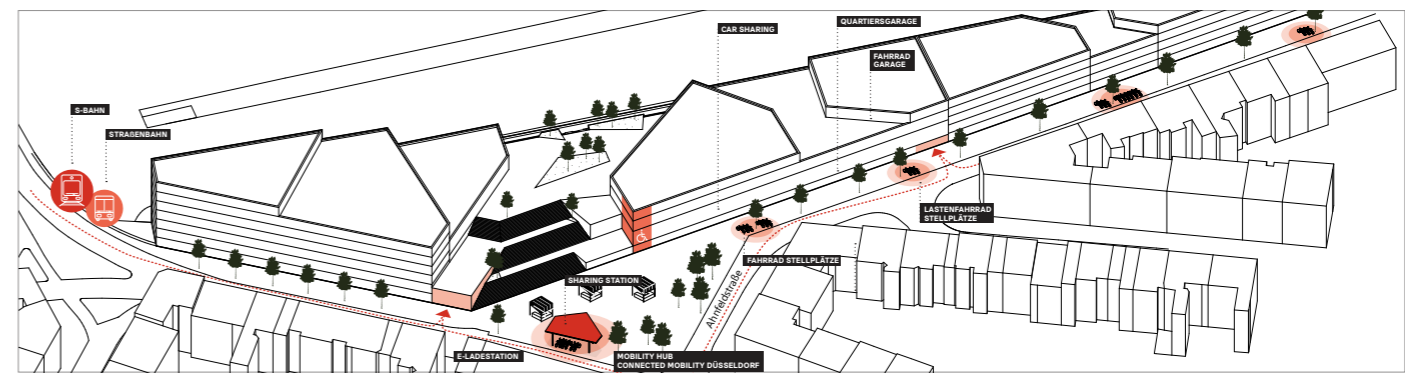 CAR SHARING
QUARTIERSGARAGE
FAHRRAD
GARAGE
S-BAHN
STRAßENBAHN
LASTENFAHRRAD
STELLPLÄTZE
FAHRRAD STELLPLÄTZE
SHARING STATION
Ahnfeldstraße
E-LADESTATION
MOBILITY HUB
CONNECTED MOBILITY DÜSSELDORF